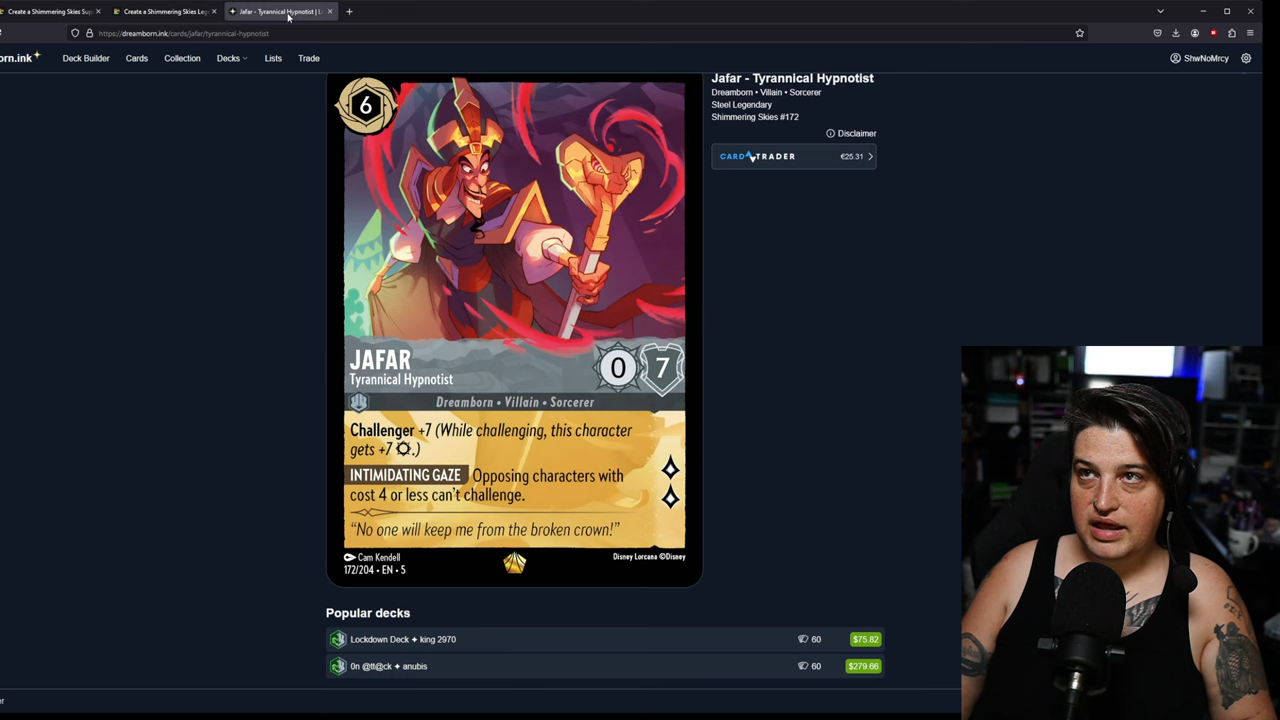 Create a Shimmering Skies Sup
Create a Shimmering Skies Leg
Jafar - Tyrannical Hypnotist | L
https://dreamborn.ink/cards/jafar/tyrannical-hypnotist
orn.ink
Deck Builder
Cards
Collection
Decks
Lists
Trade
ShwNoMrcy
6
JAFAR
Tyrannical Hypnotist
0
7
Dreamborn • Villain • Sorcerer
Challenger +7 (While challenging, this character
gets +7 .)
INTIMIDATING GAZE Opposing characters with
cost 4 or less can't challenge.
"No one will keep me from the broken crown!"
Cam Kendell
172/204 • EN • 5
Disney Lorcana ©Disney
Jafar - Tyrannical Hypnotist
Dreamborn • Villain • Sorcerer
Steel Legendary
Shimmering Skies #172
Disclaimer
CARD TRADER
€25.31
Popular decks
Lockdown Deck ✦ king 2970
60
$75.82
0n @tt@ck ✦ anubis
60
$279.66